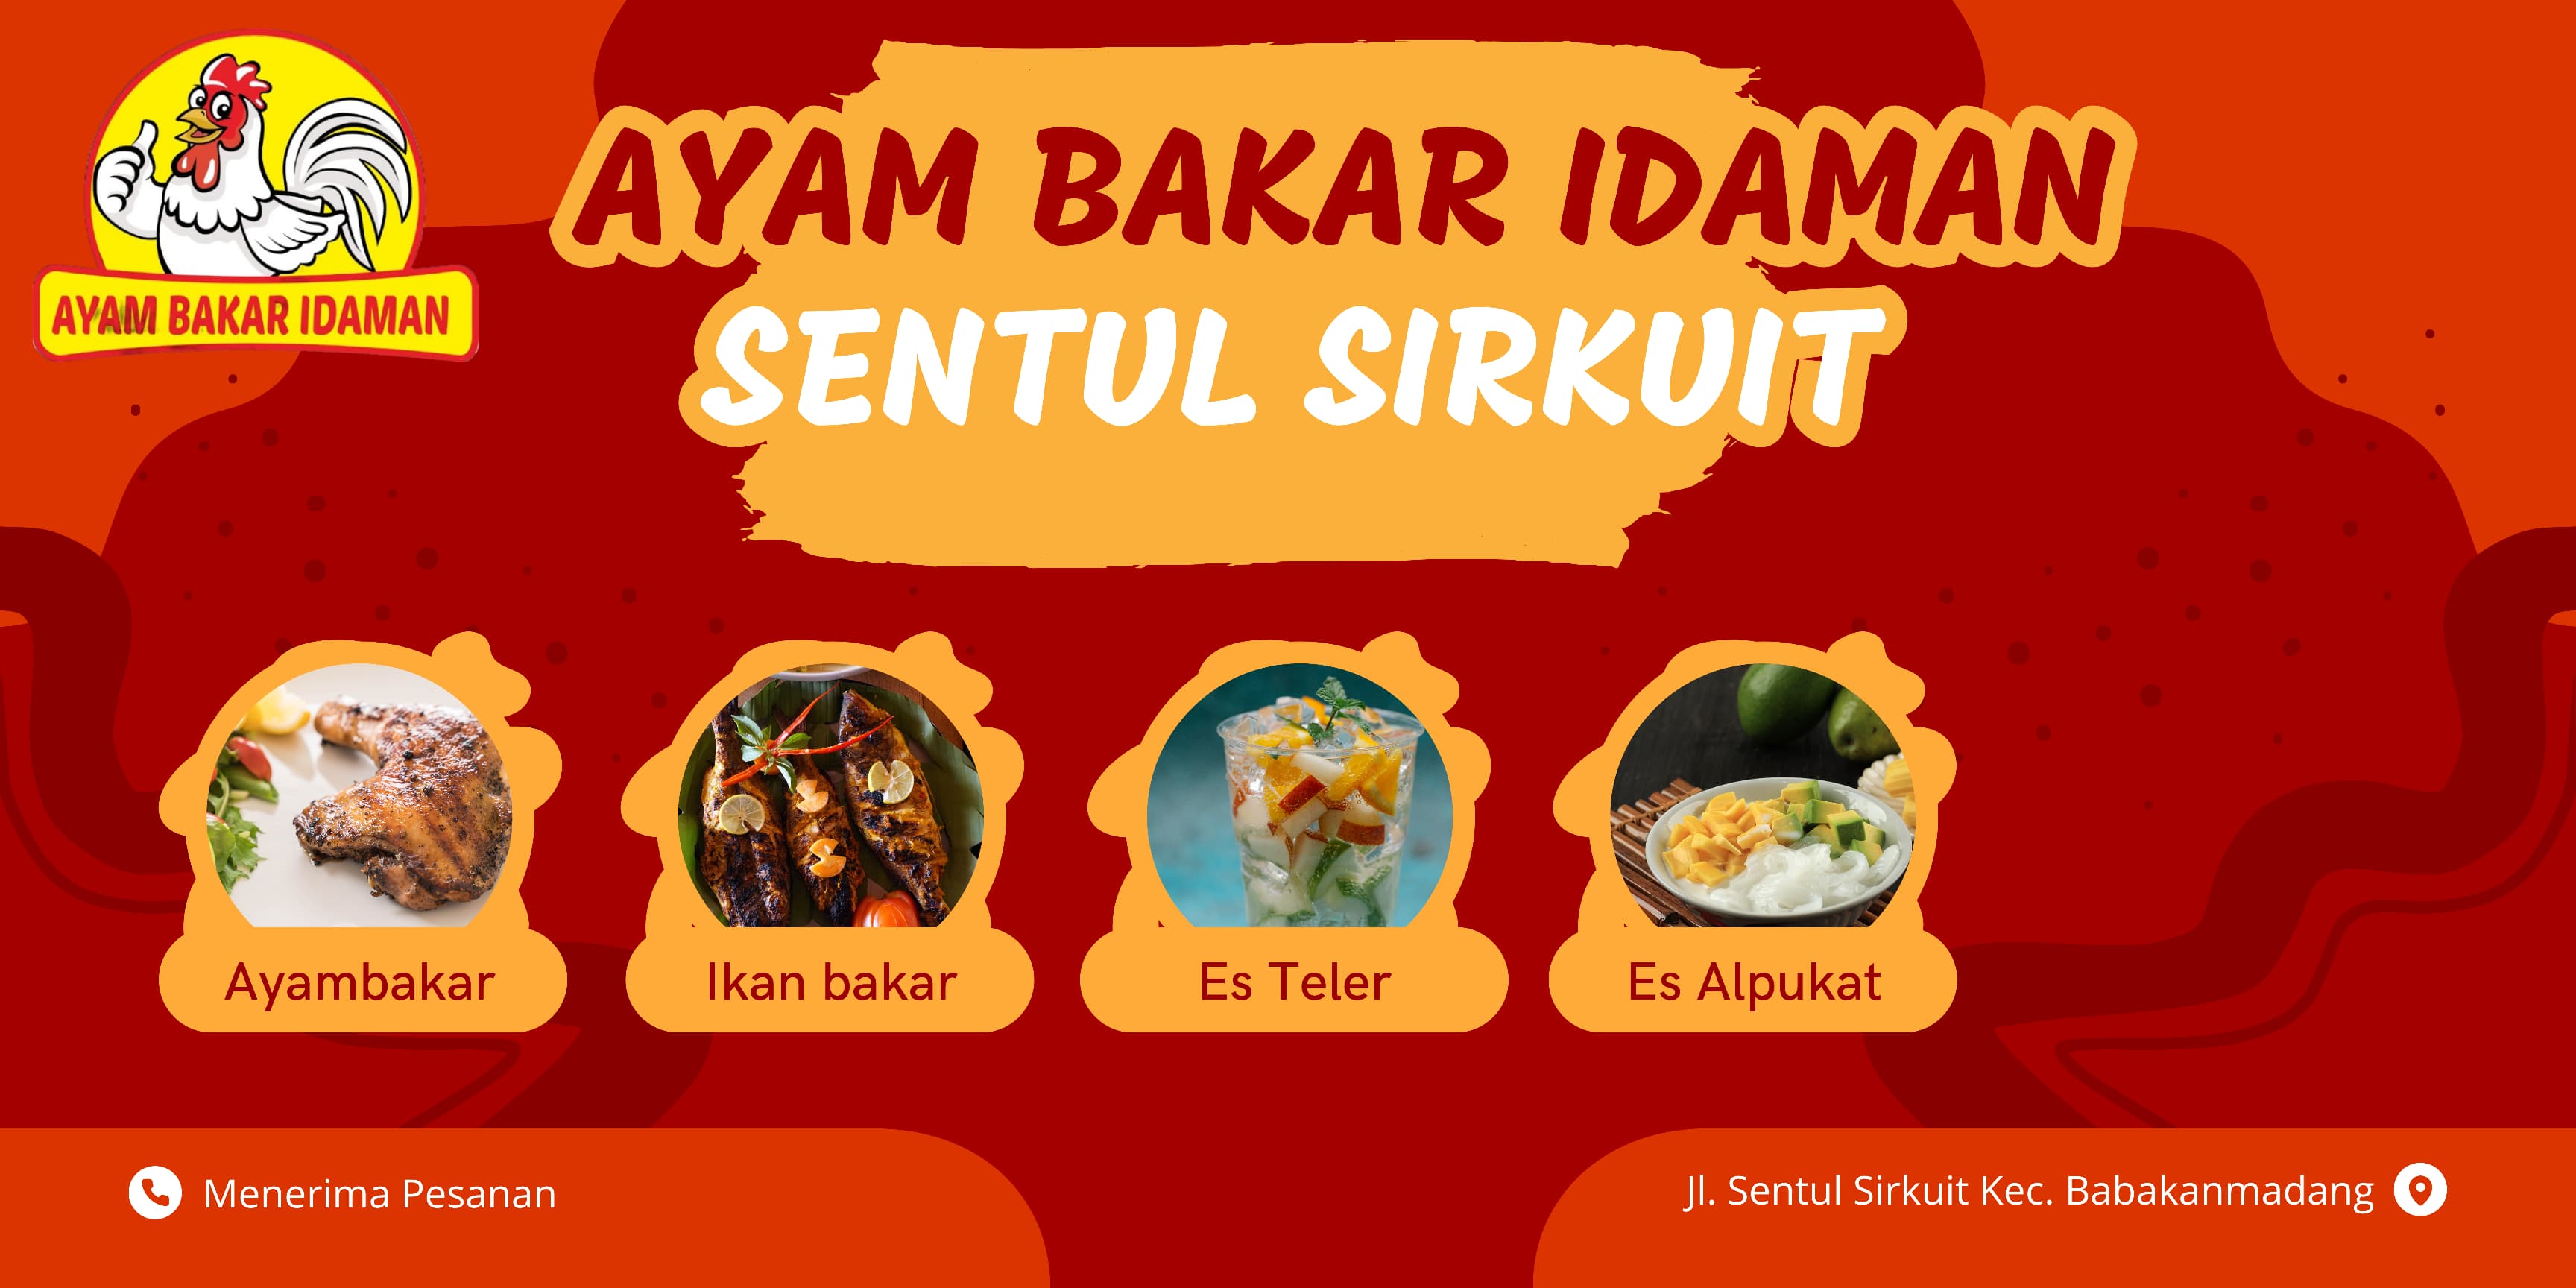 AYAM BAKAR IDAMAN
AYAM BAKAR IDAMAN
SENTUL SIRKUIT
Ayambakar
Ikan bakar
Es Teler
Es Alpukat
Menerima Pesanan
Jl. Sentul Sirkuit Kec. Babakanmadang